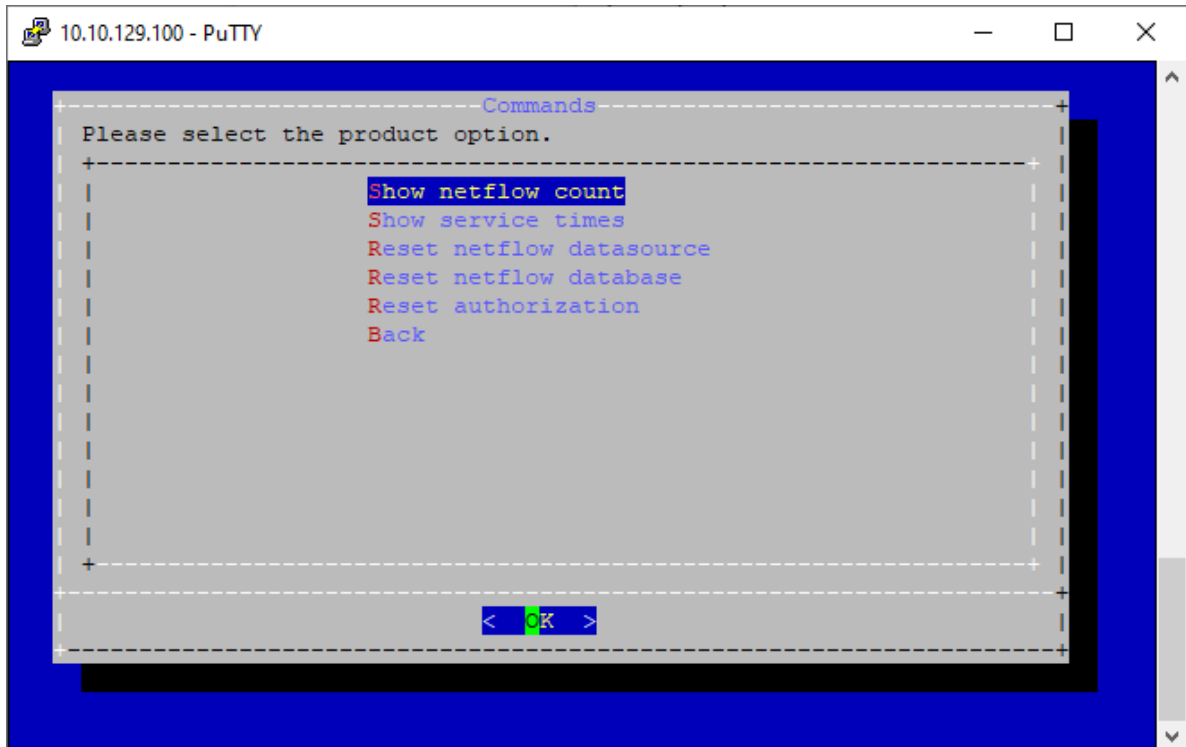 10.10.129.100 - PuTTY
Commands
Please select the product option.
Show netflow count
Show service times
Reset netflow datasource
Reset netflow database
Reset authorization
Back
< OK >